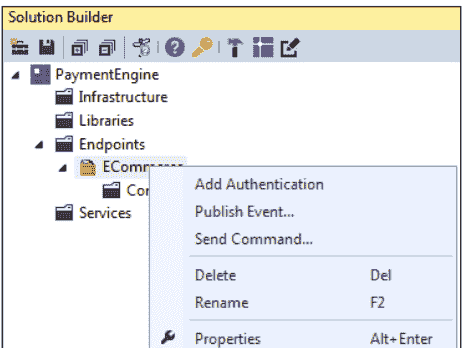 Solution Builder
PaymentEngine
Infrastructure
Libraries
Endpoints
Services
Add Authentication
Publish Event...
Send Command...
Delete Del
Rename F2
Properties Alt+Enter